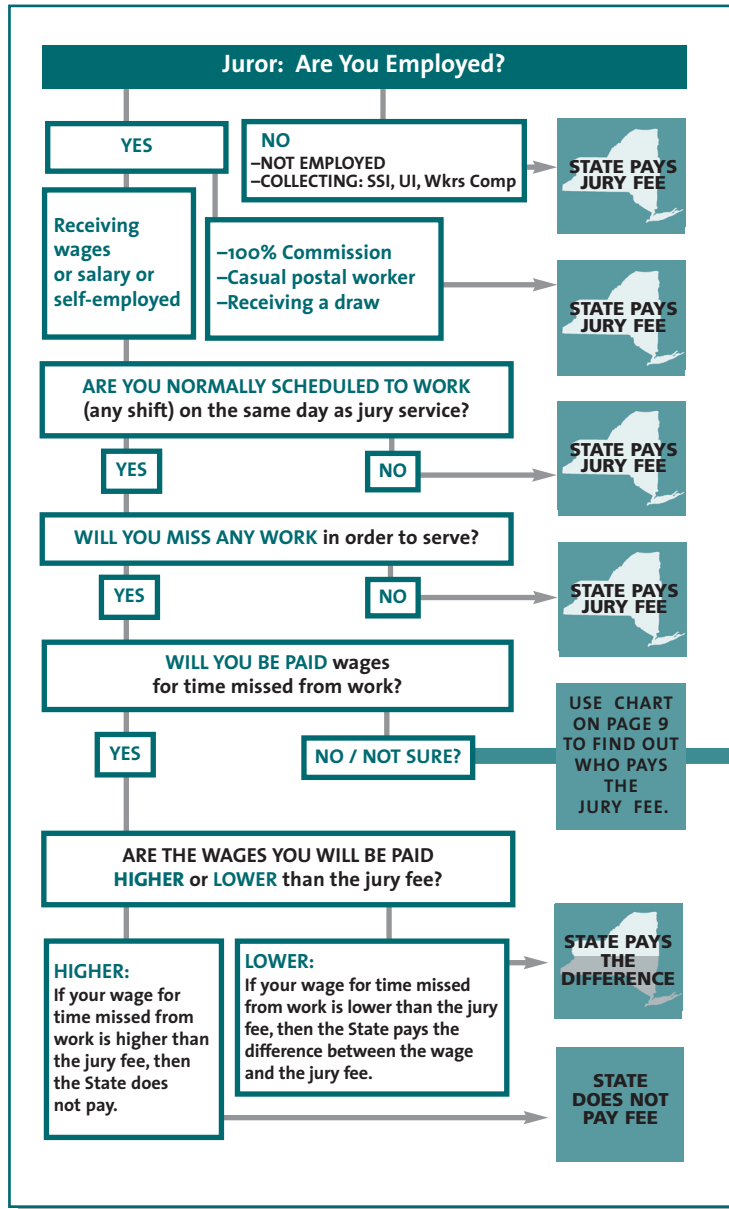 Juror: Are You Employed?
YES
NO
–NOT EMPLOYED
–COLLECTING: SSI, UI, Wkrs Comp
STATE PAYS
JURY FEE
Receiving
wages
or salary or
self-employed
–100% Commission
–Casual postal worker
–Receiving a draw
STATE PAYS
JURY FEE
ARE YOU NORMALLY SCHEDULED TO WORK
(any shift) on the same day as jury service?
YES
NO
STATE PAYS
JURY FEE
WILL YOU MISS ANY WORK in order to serve?
YES
NO
STATE PAYS
JURY FEE
WILL YOU BE PAID wages
for time missed from work?
YES
NO / NOT SURE?
USE CHART
ON PAGE 9
TO FIND OUT
WHO PAYS
THE
JURY FEE.
ARE THE WAGES YOU WILL BE PAID
HIGHER or LOWER than the jury fee?
HIGHER:
If your wage for
time missed from
work is higher than
the jury fee, then
the State does
not pay.
LOWER:
If your wage for time missed
from work is lower than the jury
fee, then the State pays the
difference between the wage
and the jury fee.
STATE PAYS
THE
DIFFERENCE
STATE
DOES NOT
PAY FEE